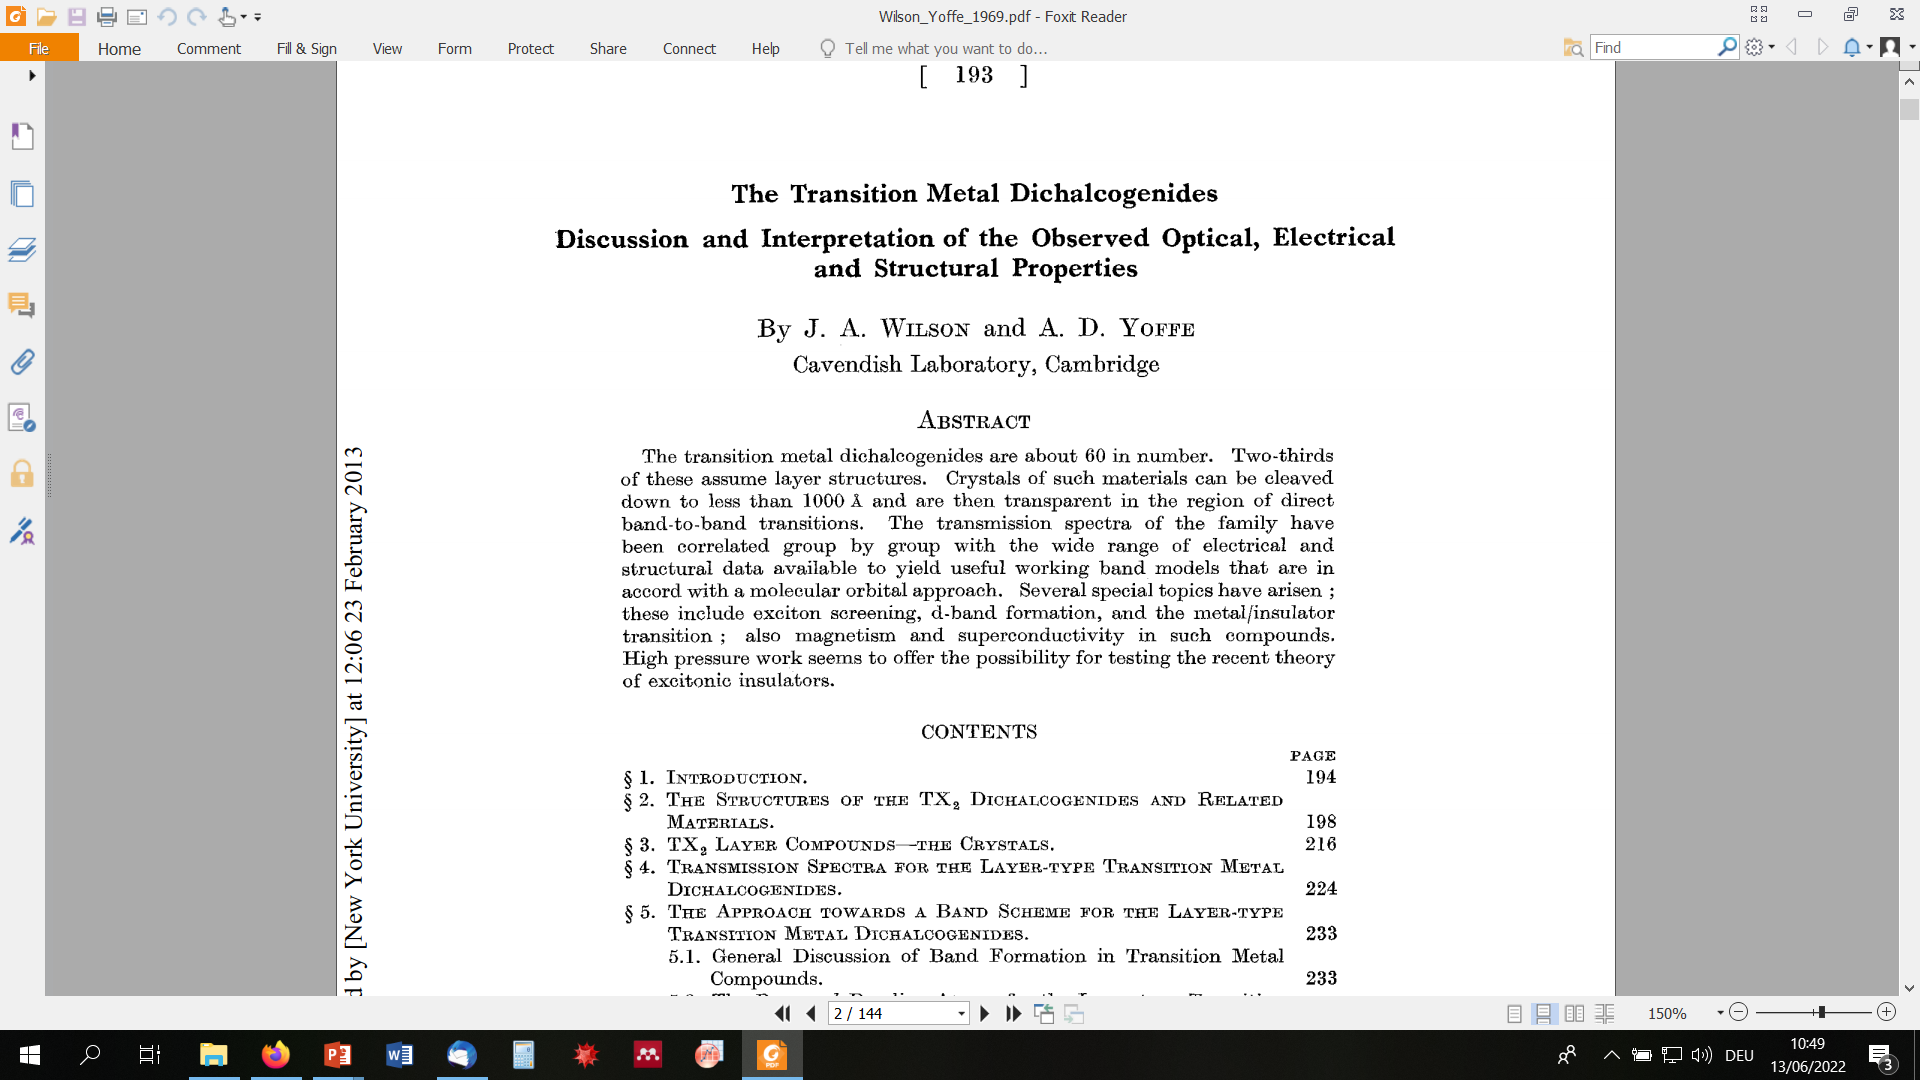 Wilson_Yoffe_1969.pdf - Foxit Reader
File Home Comment Fill & Sign View Form Protect Share Connect Help Tell me what you want to do... Find
[ 193 ]
The Transition Metal Dichalcogenides
Discussion and Interpretation of the Observed Optical, Electrical
and Structural Properties
By J. A. WILSON and A. D. YOFFE
Cavendish Laboratory, Cambridge
ABSTRACT
The transition metal dichalcogenides are about 60 in number. Two-thirds
of these assume layer structures. Crystals of such materials can be cleaved
down to less than 1000 Å and are then transparent in the region of direct
band-to-band transitions. The transmission spectra of the family have
been correlated group by group with the wide range of electrical and
structural data available to yield useful working band models that are in
accord with a molecular orbital approach. Several special topics have arisen ;
these include exciton screening, d-band formation, and the metal/insulator
transition ; also magnetism and superconductivity in such compounds.
High pressure work seems to offer the possibility for testing the recent theory
of excitonic insulators.
CONTENTS
PAGE
§ 1. INTRODUCTION. 194
§ 2. THE STRUCTURES OF THE TX₂ DICHALCOGENIDES AND RELATED
MATERIALS. 198
§ 3. TX₂ LAYER COMPOUNDS—THE CRYSTALS. 216
§ 4. TRANSMISSION SPECTRA FOR THE LAYER-TYPE TRANSITION METAL
DICHALCOGENIDES. 224
§ 5. THE APPROACH TOWARDS A BAND SCHEME FOR THE LAYER-TYPE
TRANSITION METAL DICHALCOGENIDES. 233
5.1. General Discussion of Band Formation in Transition Metal
Compounds. 233
d by [New York University] at 12:06 23 February 2013
2 / 144
150%
DEU
10:49
13/06/2022
3